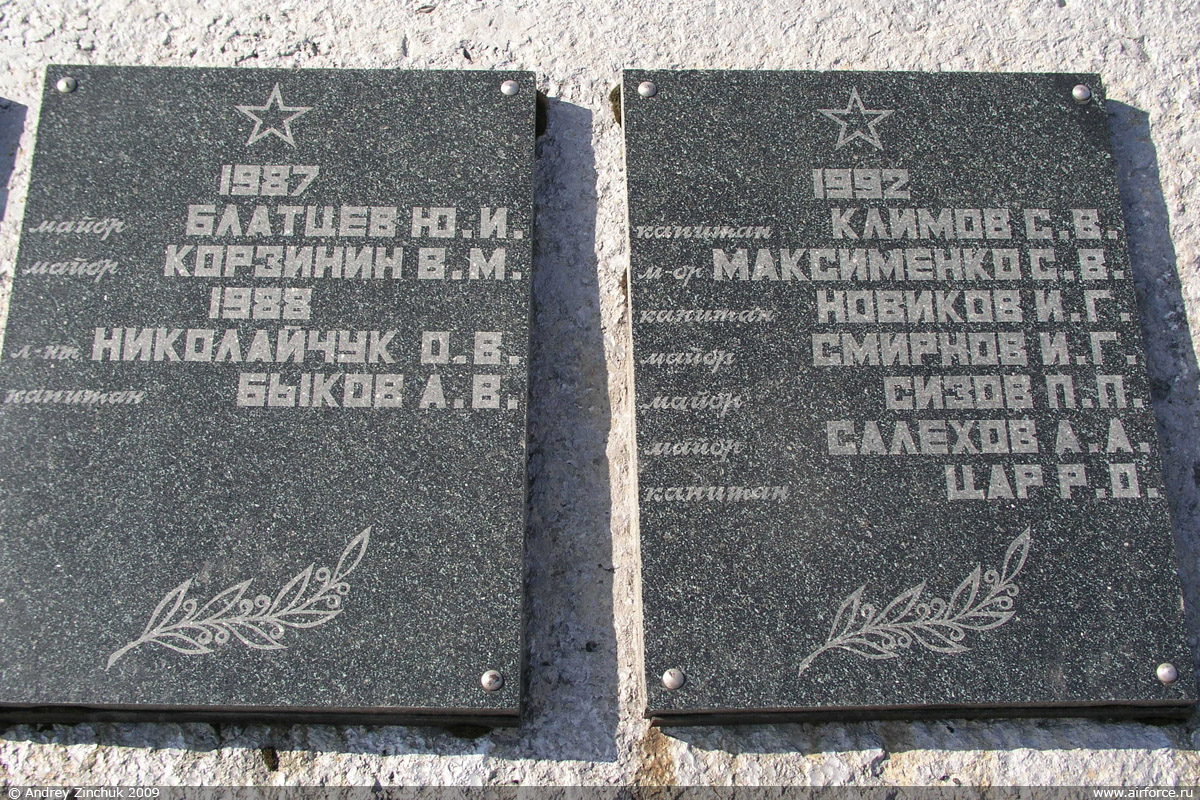 1987
майор БЛАТЦЕВ Ю.И.
майор КОРЗИНИН В.М.
1988
л-нт НИКОЛАЙЧУК О.В.
капитан БЫКОВ А.В.
1992
капитан КЛИМОВ С.В.
м-ор МАКСИМЕНКО С.В.
капитан НОВИКОВ И.Г.
майор СМИРНОВ И.Г.
майор СИЗОВ П.П.
майор САЛЕХОВ А.А.
капитан ЦАР Р.О.
© Andrey Zinchuk 2009
www.airforce.ru